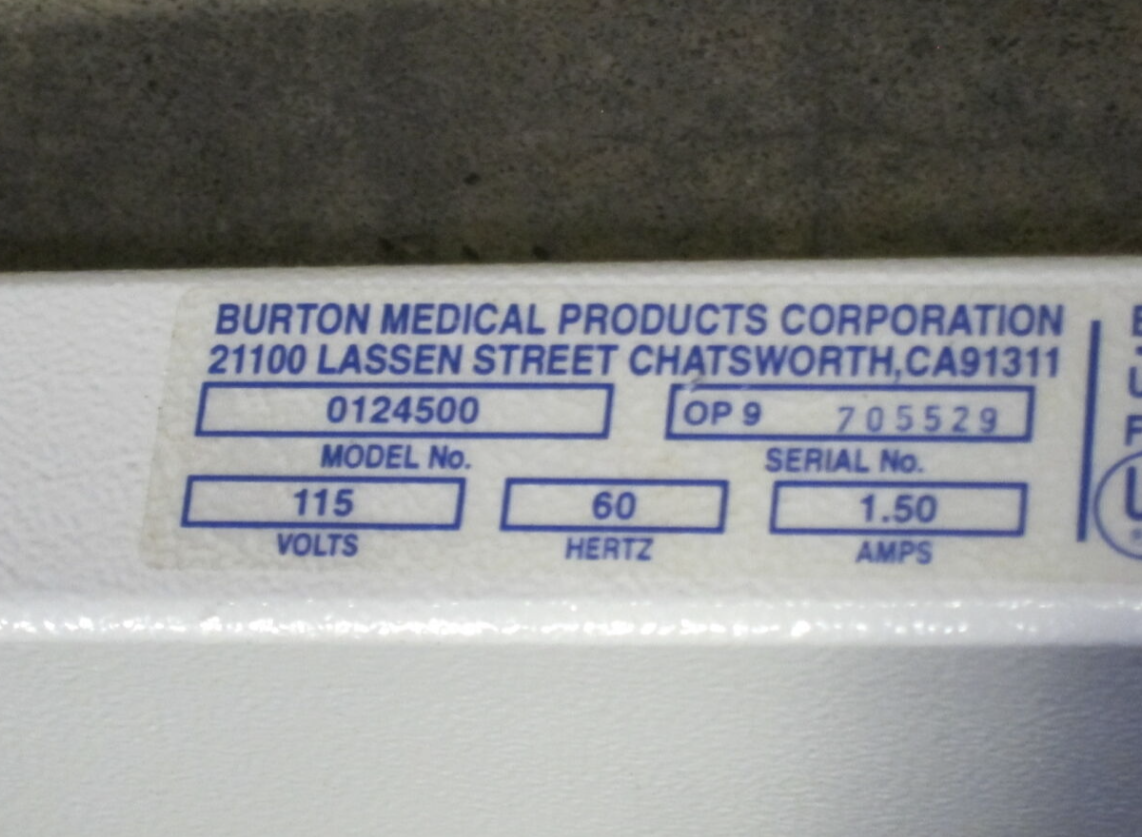 BURTON MEDICAL PRODUCTS CORPORATION
21100 LASSEN STREET CHATSWORTH,CA91311
0124500 OP 9 705529
MODEL No. SERIAL No.
115 60 1.50
VOLTS HERTZ AMPS